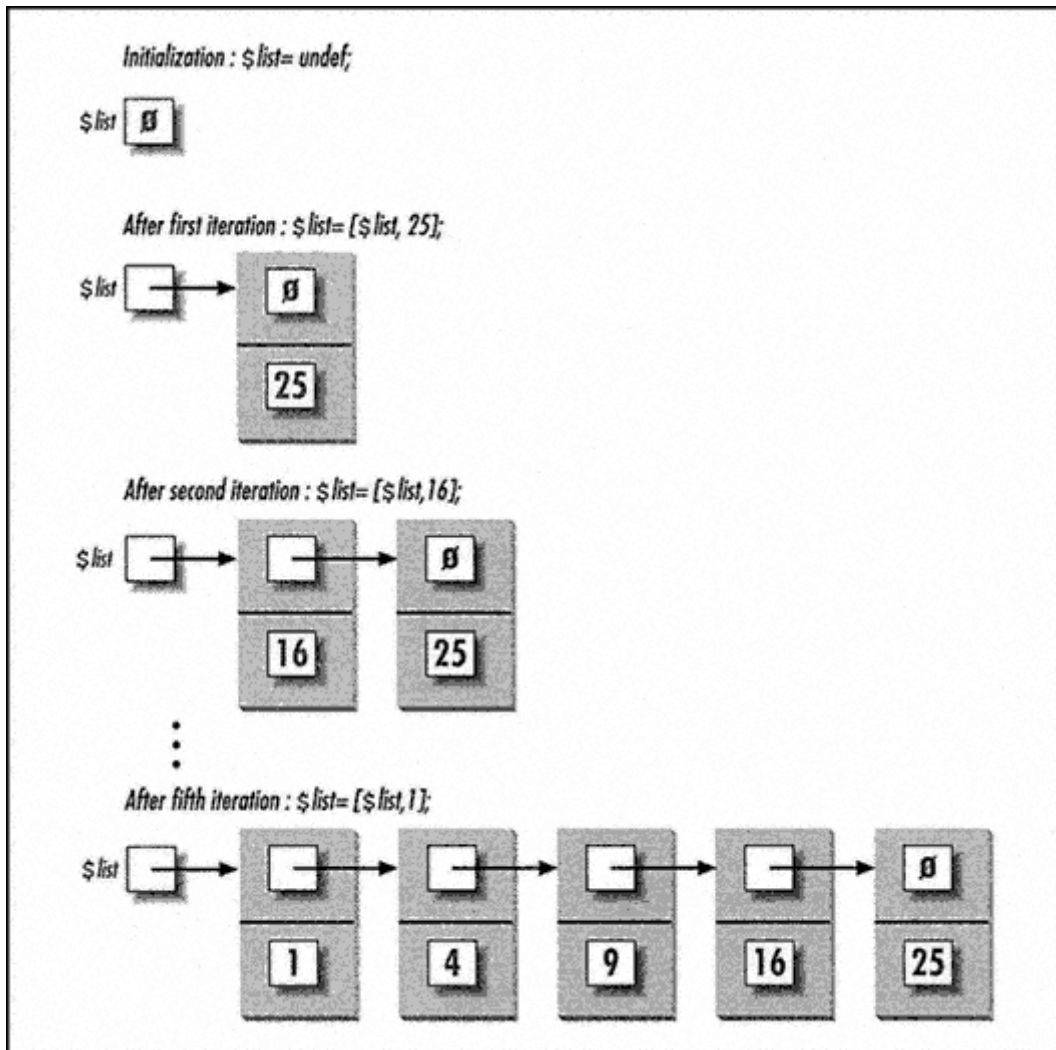 Initialization : $list= undef;
$list Ø
After first iteration : $list= [$list, 25];
$list Ø
25
After second iteration : $list= [$list,16];
$list Ø
16 25
After fifth iteration : $list= [$list,1];
$list Ø
1 4 9 16 25